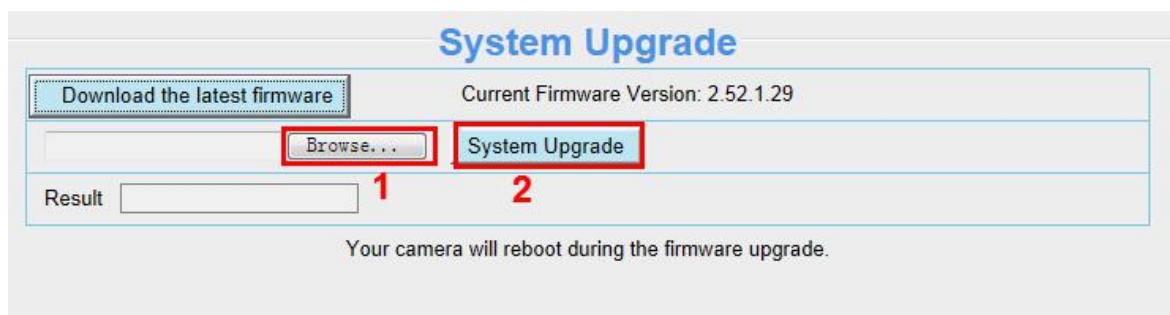 System Upgrade
Download the latest firmware Current Firmware Version: 2.52.1.29
Browse... System Upgrade
1 2
Result
Your camera will reboot during the firmware upgrade.